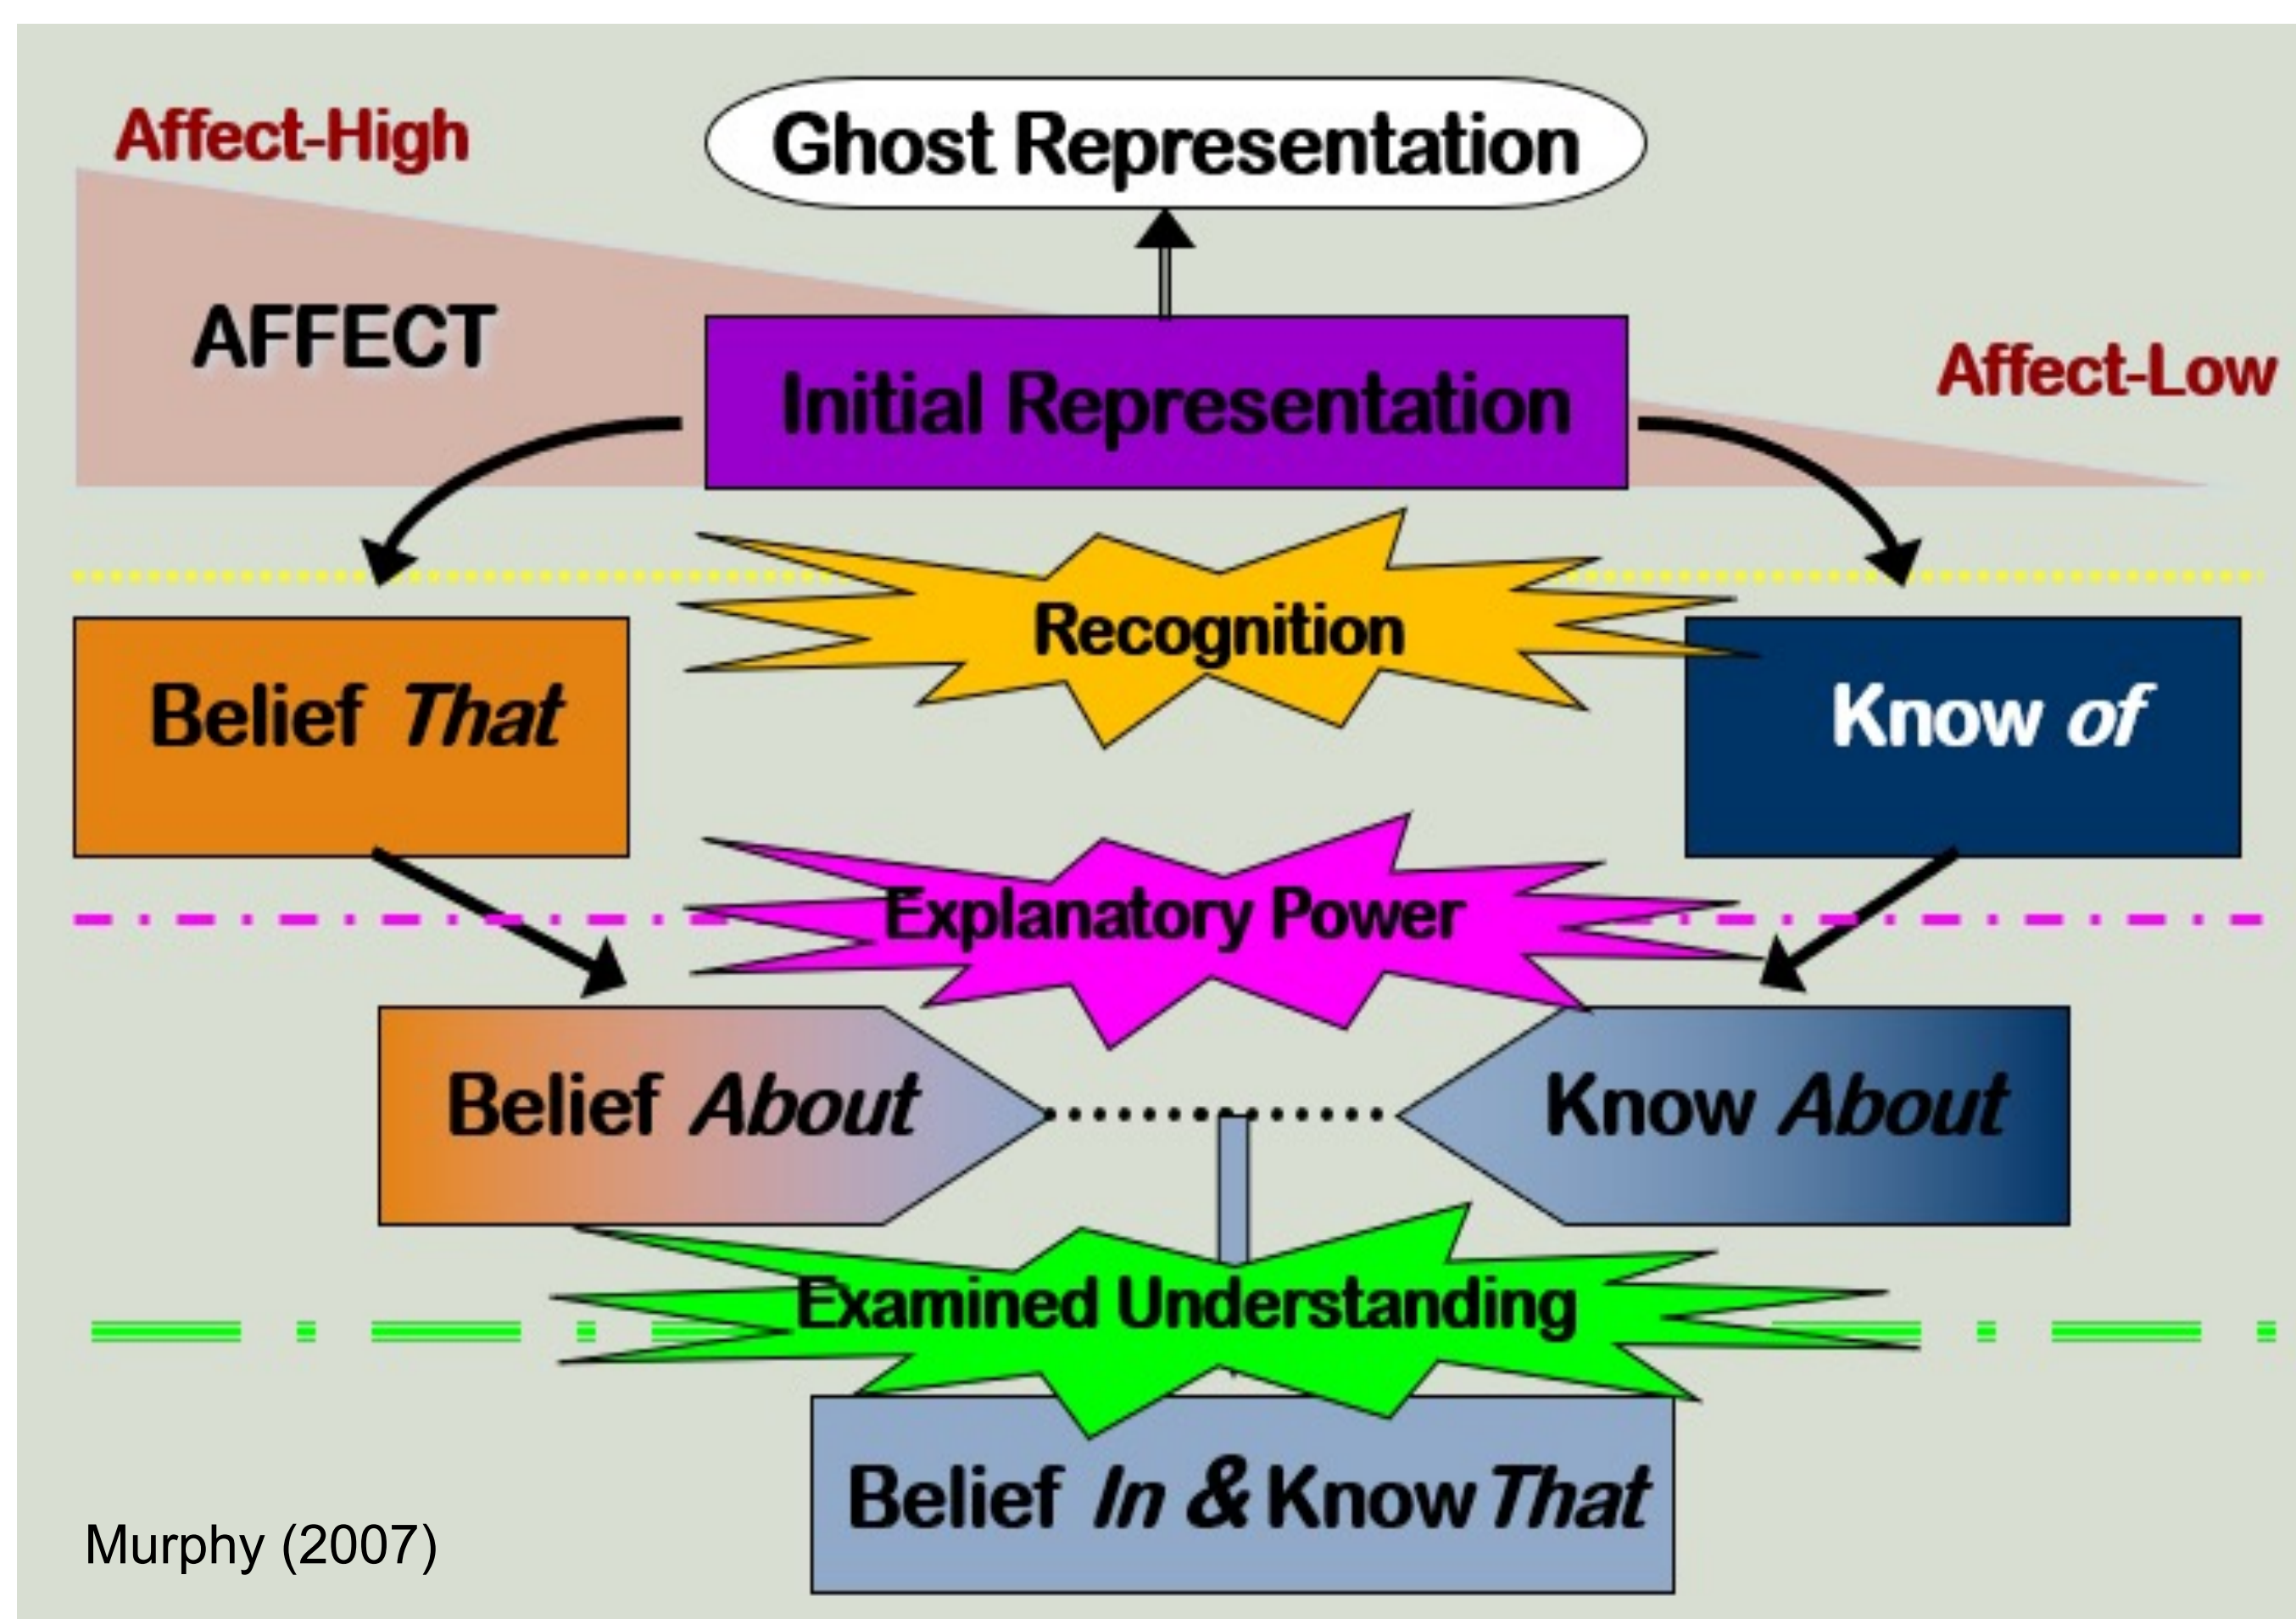 Affect-High
Ghost Representation
AFFECT
Initial Representation
Affect-Low
Recognition
Belief That
Know of
Explanatory Power
Belief About
Know About
Examined Understanding
Belief In & Know That
Murphy (2007)